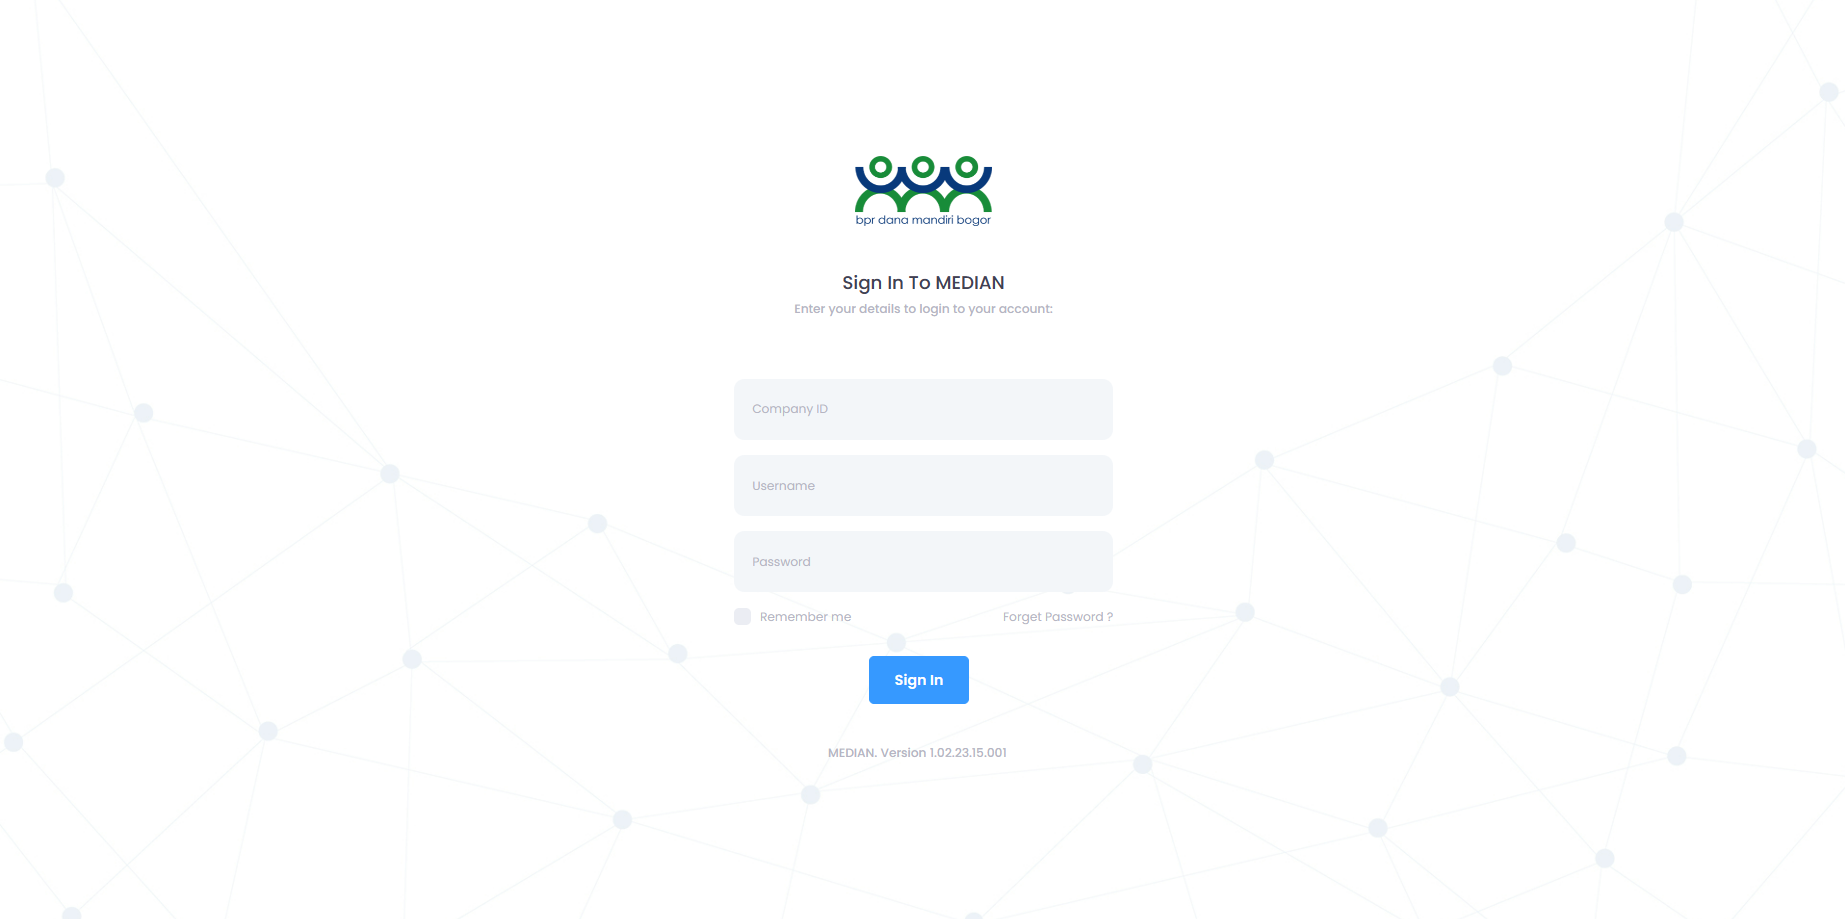 bpr dana mandiri bogor
Sign In To MEDIAN
Enter your details to login to your account:
Company ID
Username
Password
Remember me
Forget Password ?
Sign In
MEDIAN. Version 1.02.23.15.001